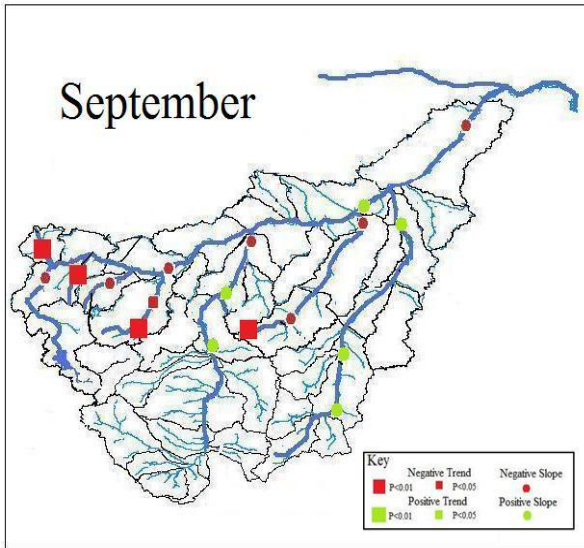 September
Key
Negative Trend Negative Slope
P<0.01 P<0.05
Positive Trend Positive Slope
P<0.01 P<0.05